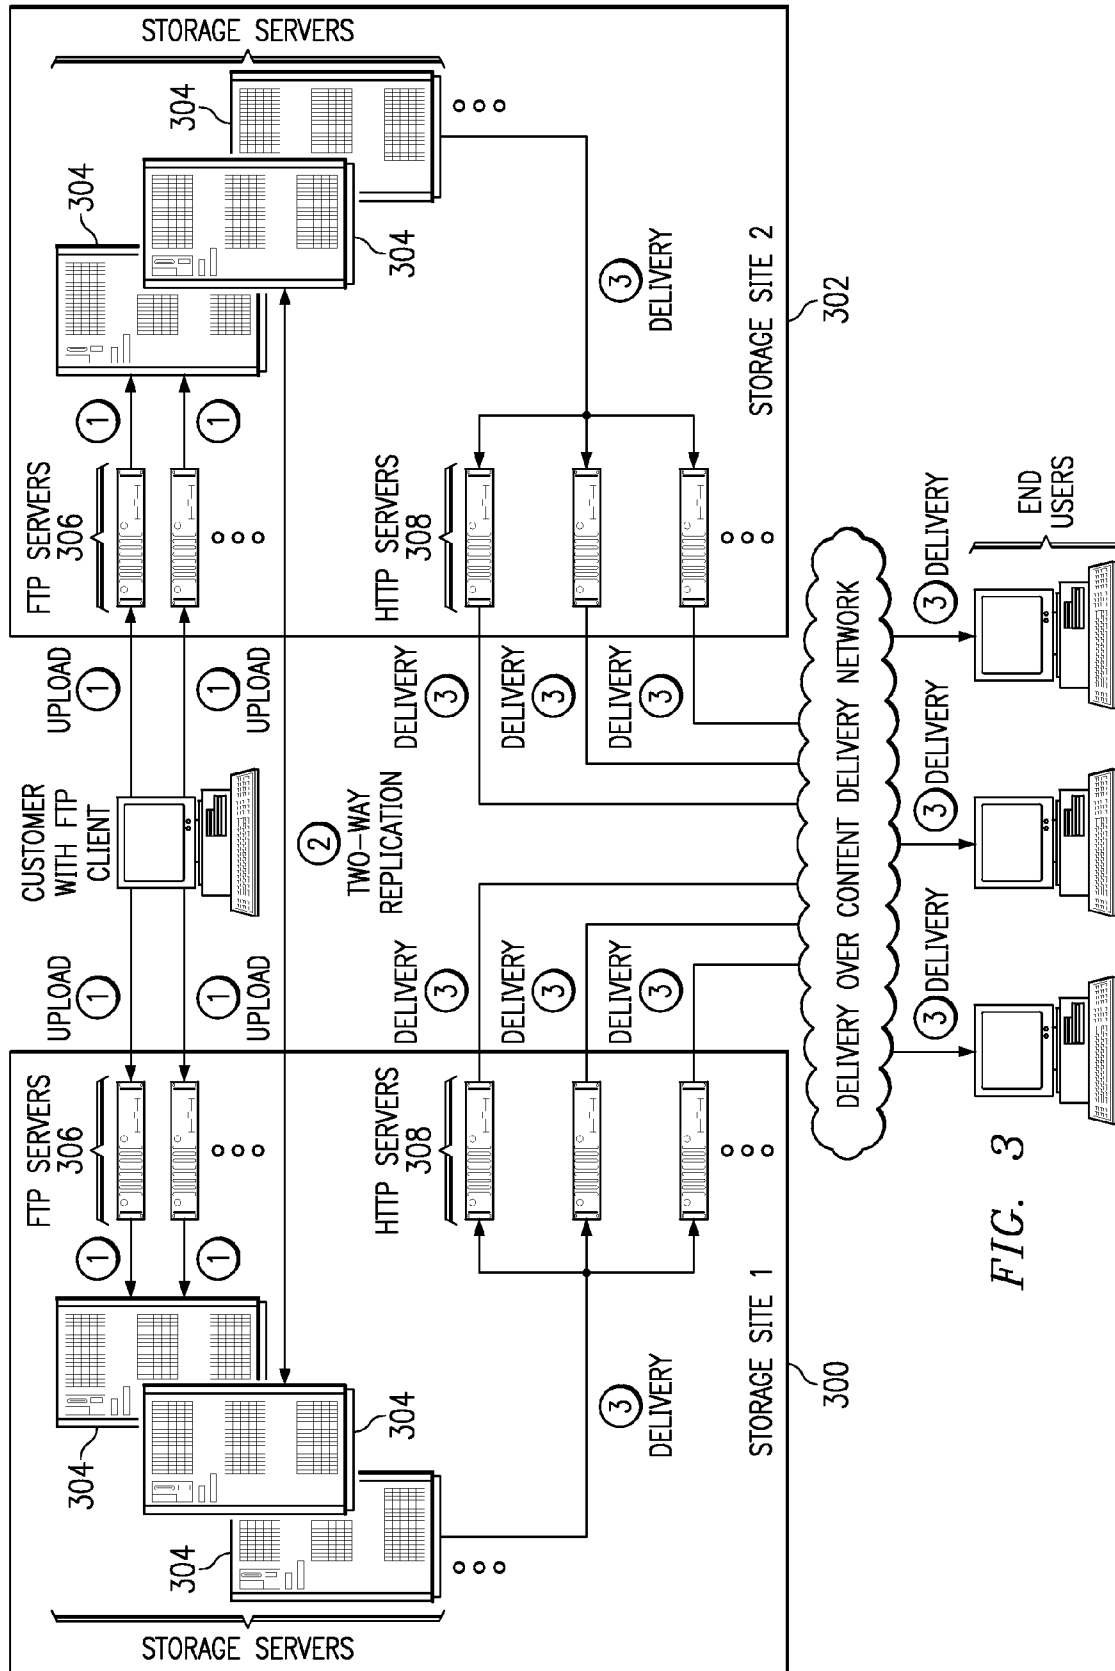 STORAGE SERVERS
304
304
304
FTP SERVERS
306
1
1
UPLOAD
1
1
UPLOAD
CUSTOMER
WITH FTP
CLIENT
UPLOAD
1
1
UPLOAD
FTP SERVERS
306
1
1
STORAGE SERVERS
304
304
304
2
TWO-WAY
REPLICATION
HTTP SERVERS
308
3
DELIVERY
DELIVERY
3
DELIVERY
3
DELIVERY
3
STORAGE SITE 1
300
HTTP SERVERS
308
3
DELIVERY
DELIVERY
3
DELIVERY
3
DELIVERY
3
STORAGE SITE 2
302
DELIVERY OVER CONTENT DELIVERY NETWORK
3 DELIVERY
3 DELIVERY
3 DELIVERY
END
USERS
FIG. 3